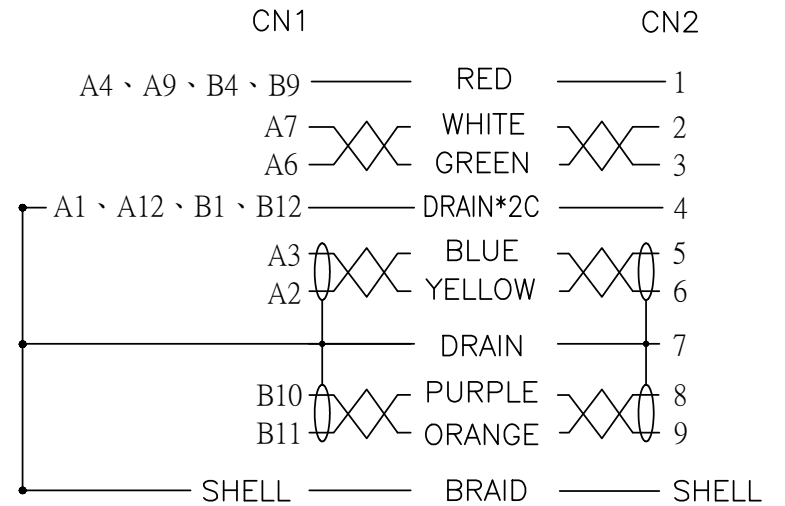 CN1 CN2
A4、A9、B4、B9 RED 1
A7 WHITE 2
A6 GREEN 3
A1、A12、B1、B12 DRAIN*2C 4
A3 BLUE 5
A2 YELLOW 6
DRAIN 7
B10 PURPLE 8
B11 ORANGE 9
SHELL BRAID SHELL